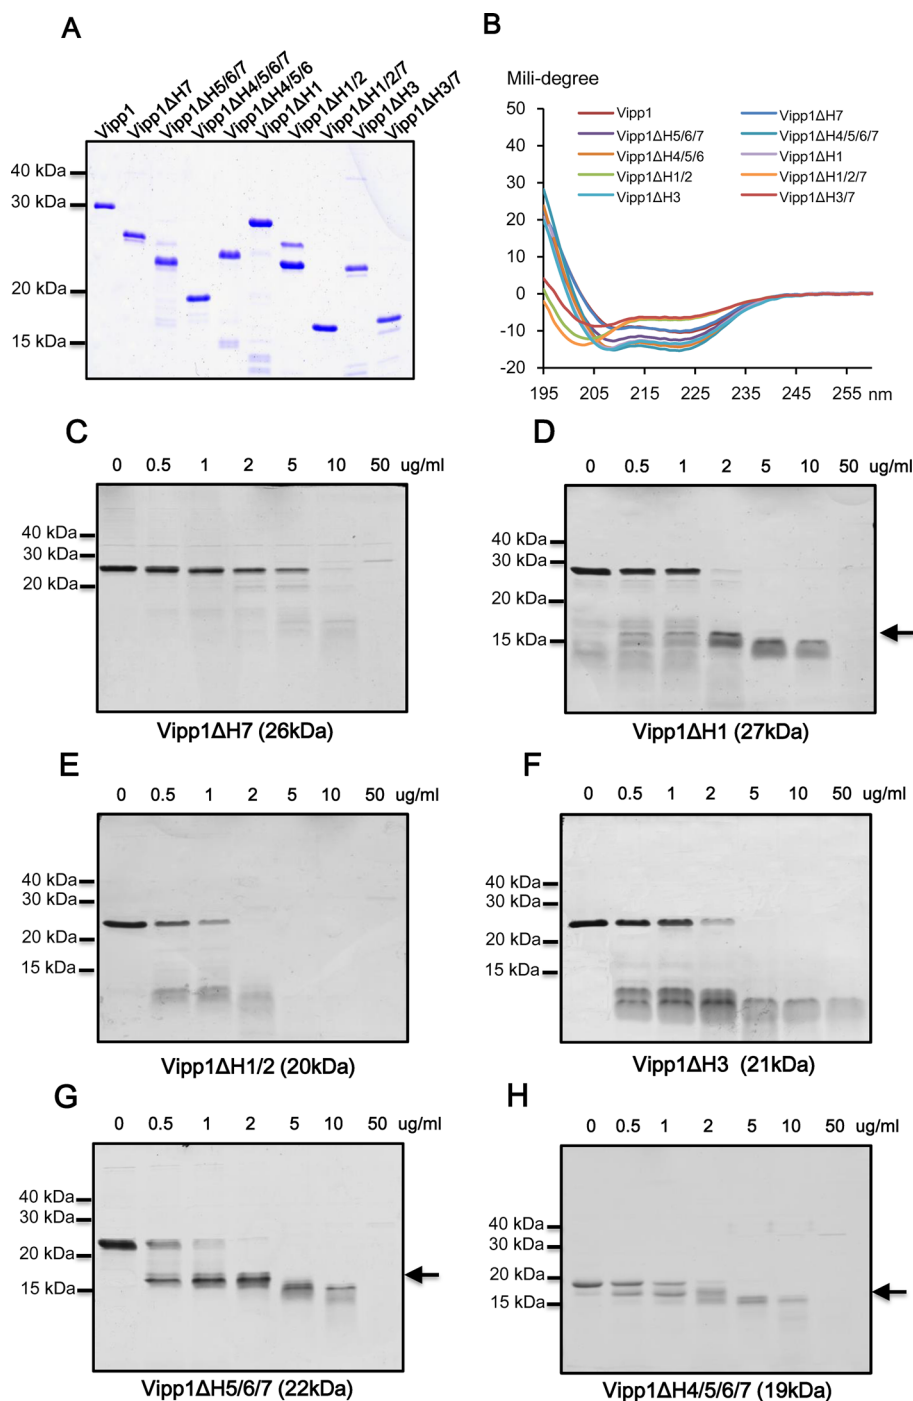 A
Vipp1
Vipp1ΔH7
Vipp1ΔH5/6/7
Vipp1ΔH4/5/6/7
Vipp1ΔH4/5/6
Vipp1ΔH1
Vipp1ΔH1/2
Vipp1ΔH1/2/7
Vipp1ΔH3
Vipp1ΔH3/7
40 kDa
30 kDa
20 kDa
15 kDa
B
Mili-degree
50
40
30
20
10
0
-10
-20
Vipp1 Vipp1ΔH7
Vipp1ΔH5/6/7 Vipp1ΔH4/5/6/7
Vipp1ΔH4/5/6 Vipp1ΔH1
Vipp1ΔH1/2 Vipp1ΔH1/2/7
Vipp1ΔH3 Vipp1ΔH3/7
195 205 215 225 235 245 255 nm
C
0 0.5 1 2 5 10 50 ug/ml
40 kDa
30 kDa
20 kDa
Vipp1ΔH7 (26kDa)
D
0 0.5 1 2 5 10 50 ug/ml
40 kDa
30 kDa
20 kDa
15 kDa
Vipp1ΔH1 (27kDa)
E
0 0.5 1 2 5 10 50 ug/ml
40 kDa
30 kDa
20 kDa
15 kDa
Vipp1ΔH1/2 (20kDa)
F
0 0.5 1 2 5 10 50 ug/ml
40 kDa
30 kDa
20 kDa
15 kDa
Vipp1ΔH3 (21kDa)
G
0 0.5 1 2 5 10 50 ug/ml
40 kDa
30 kDa
20 kDa
15 kDa
Vipp1ΔH5/6/7 (22kDa)
H
0 0.5 1 2 5 10 50 ug/ml
40 kDa
30 kDa
20 kDa
15 kDa
Vipp1ΔH4/5/6/7 (19kDa)